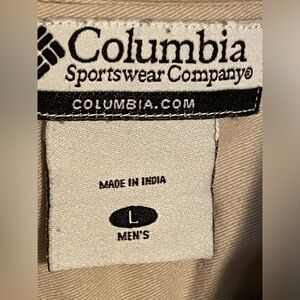 Columbia
Sportswear Company®
COLUMBIA.COM
MADE IN INDIA
L
MEN'S